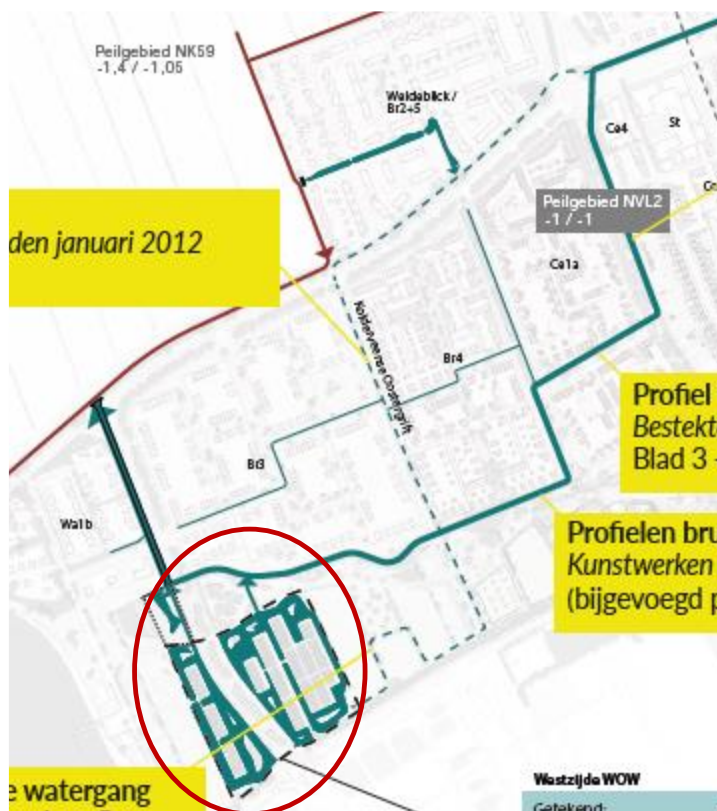 Peilgebied NK59
-1,4 / -1,05
Weideblick /
Br2+5
Ce4
St
Peilgebied NVL2
-1 / -1
den januari 2012
Ce1a
Br4
Profiel
Bestekt
Blad 3 -
Br3
Wa1b
Profielen bru
Kunstwerken
(bijgevoegd p
e watergang
Westzijde WOW
Getekend: